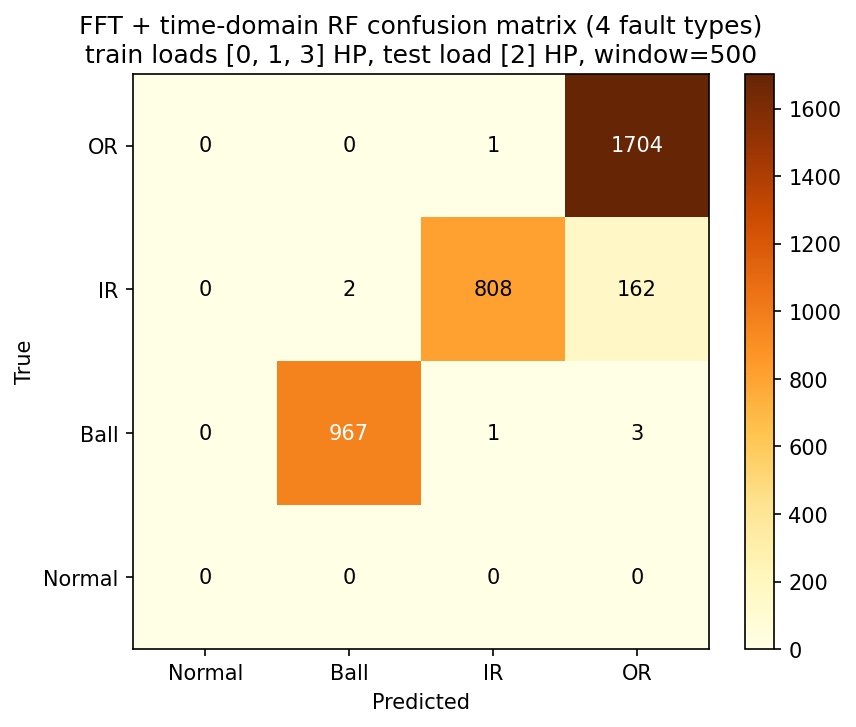 FFT + time-domain RF confusion matrix (4 fault types)
train loads [0, 1, 3] HP, test load [2] HP, window=500
OR 0 0 1 1704
IR 0 2 808 162
Ball 0 967 1 3
Normal 0 0 0 0
Normal Ball IR OR
Predicted
True
1600
1400
1200
1000
800
600
400
200
0